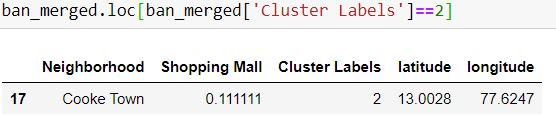 ban_merged.loc[ban_merged['Cluster Labels']==2]
Neighborhood Shopping Mall Cluster Labels latitude longitude
17 Cooke Town 0.111111 2 13.0028 77.6247